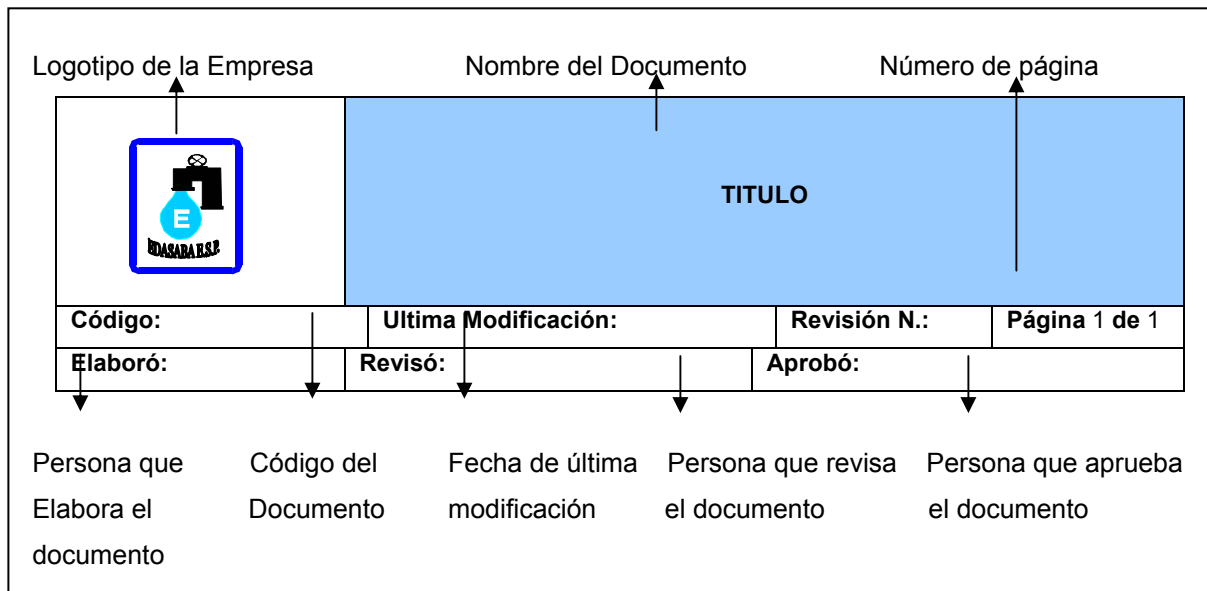 Logotipo de la Empresa Nombre del Documento Número de página
TITULO
E
EDASABA E.S.P.
Código: Ultima Modificación: Revisión N.: Página 1 de 1
Elaboró: Revisó: Aprobó:
Persona que Código del Fecha de última Persona que revisa Persona que aprueba
Elabora el Documento modificación el documento el documento
documento